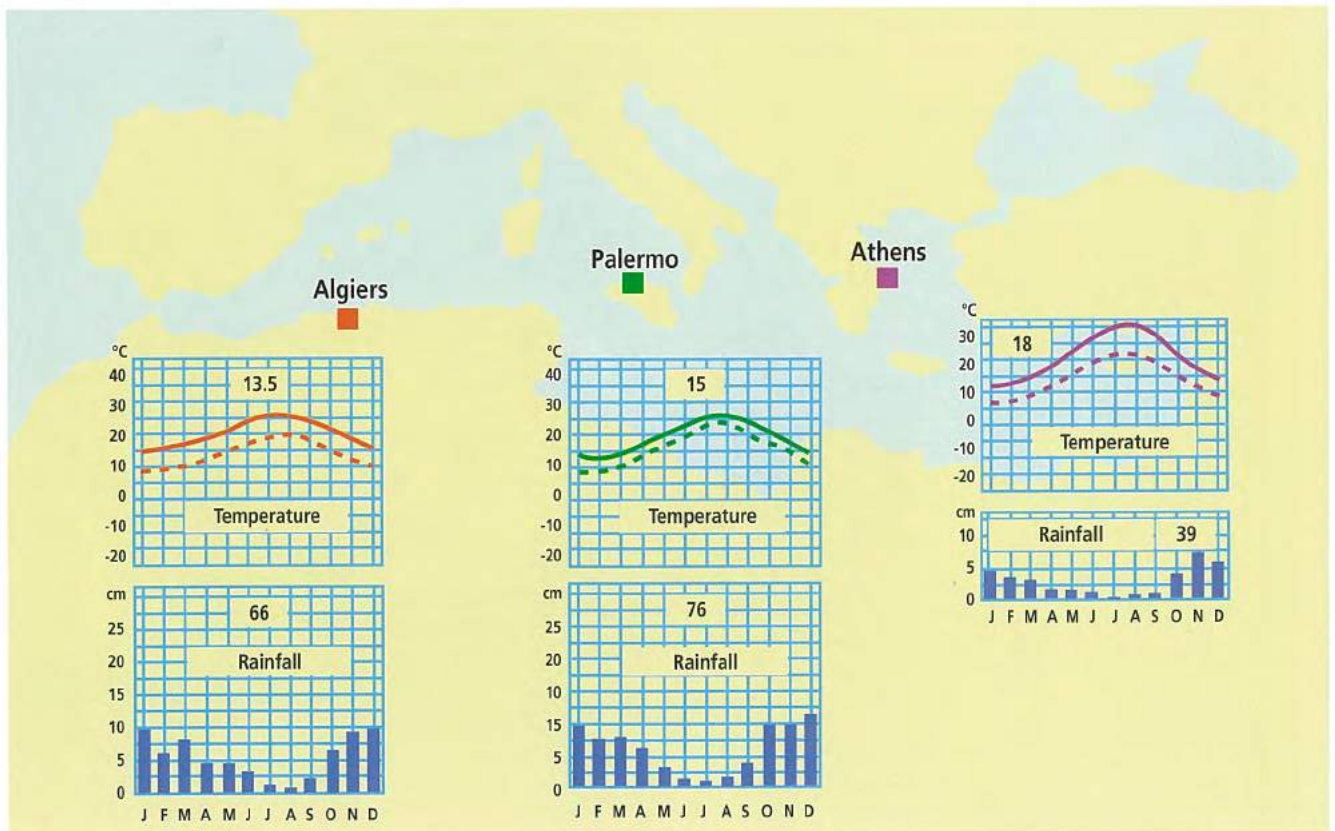 Algiers
°C
40
13.5
30
20
10
0
-10
Temperature
-20
cm
66
25
20
Rainfall
15
10
5
0
J F M A M J J A S O N D
Palermo
°C
40
15
30
20
10
0
-10
Temperature
-20
cm
76
25
20
Rainfall
10
15
5
0
J F M A M J J A S O N D
Athens
°C
30
18
20
10
0
-10
Temperature
-20
cm
10
Rainfall
39
5
0
J F M A M J J A S O N D